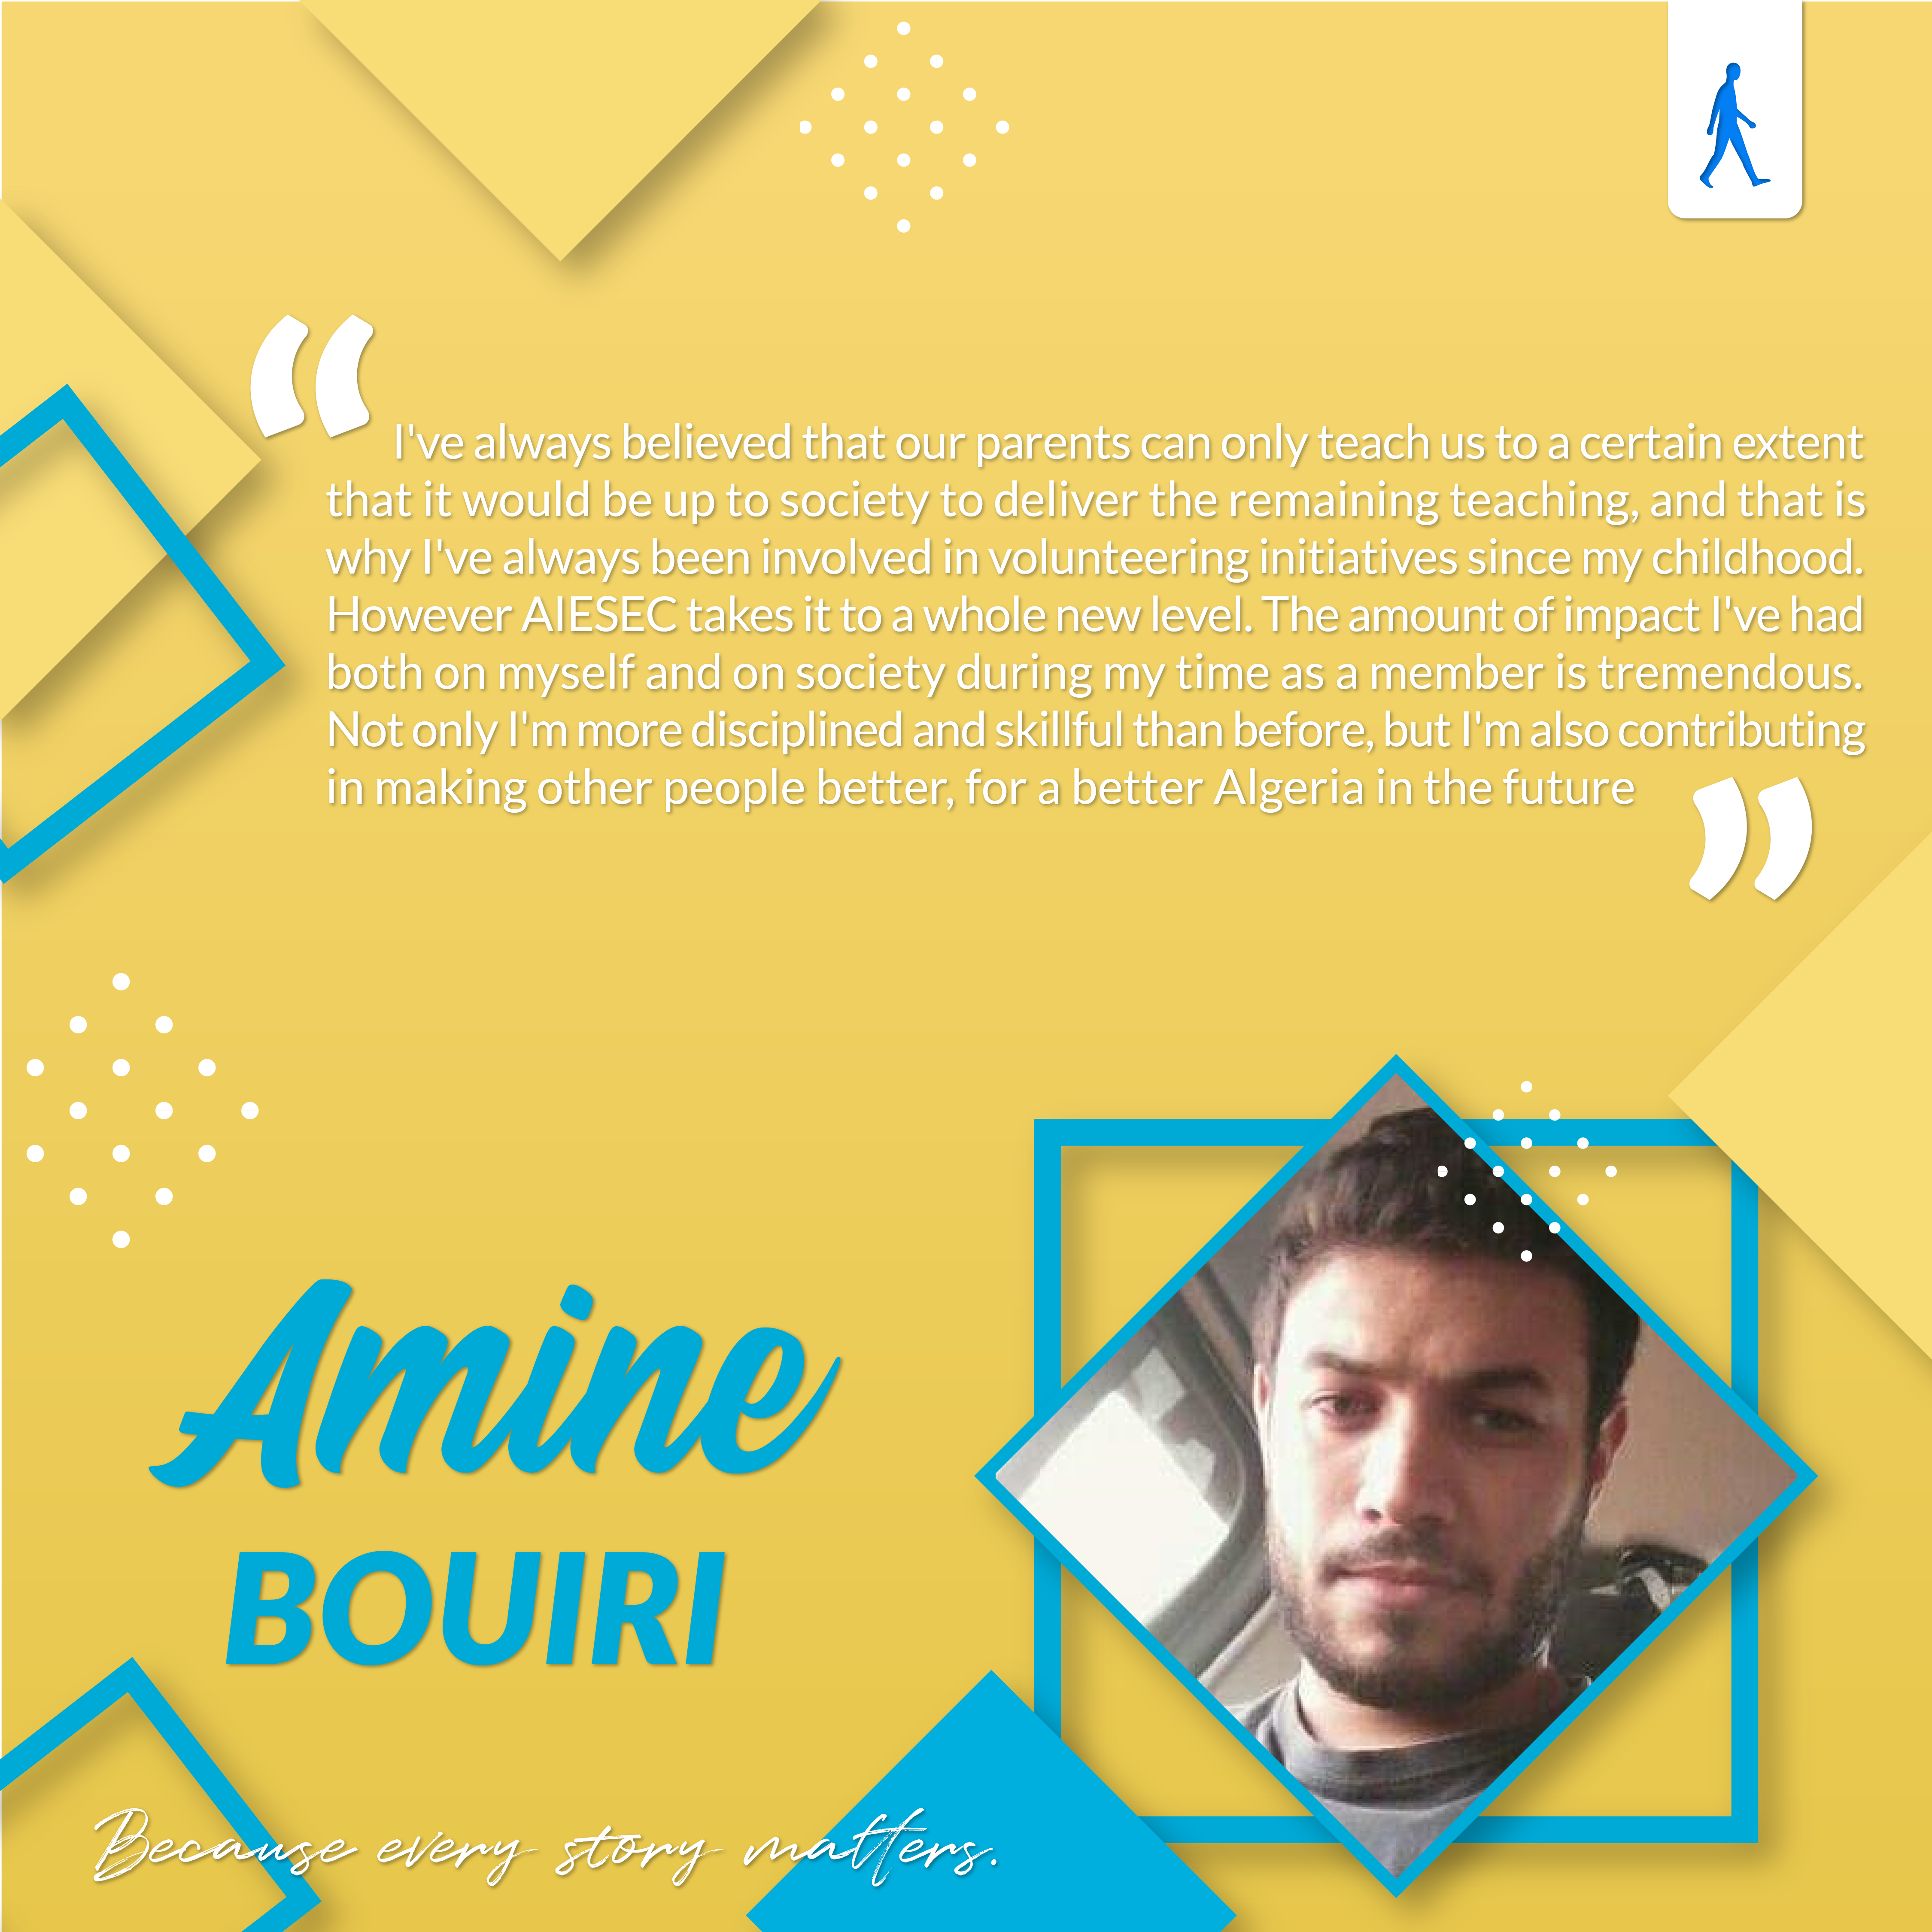 “ I've always believed that our parents can only teach us to a certain extent
that it would be up to society to deliver the remaining teaching, and that is
why I've always been involved in volunteering initiatives since my childhood.
However AIESEC takes it to a whole new level. The amount of impact I've had
both on myself and on society during my time as a member is tremendous.
Not only I'm more disciplined and skillful than before, but I'm also contributing
in making other people better, for a better Algeria in the future ”
Amine
BOUIRI
Because every story matters.